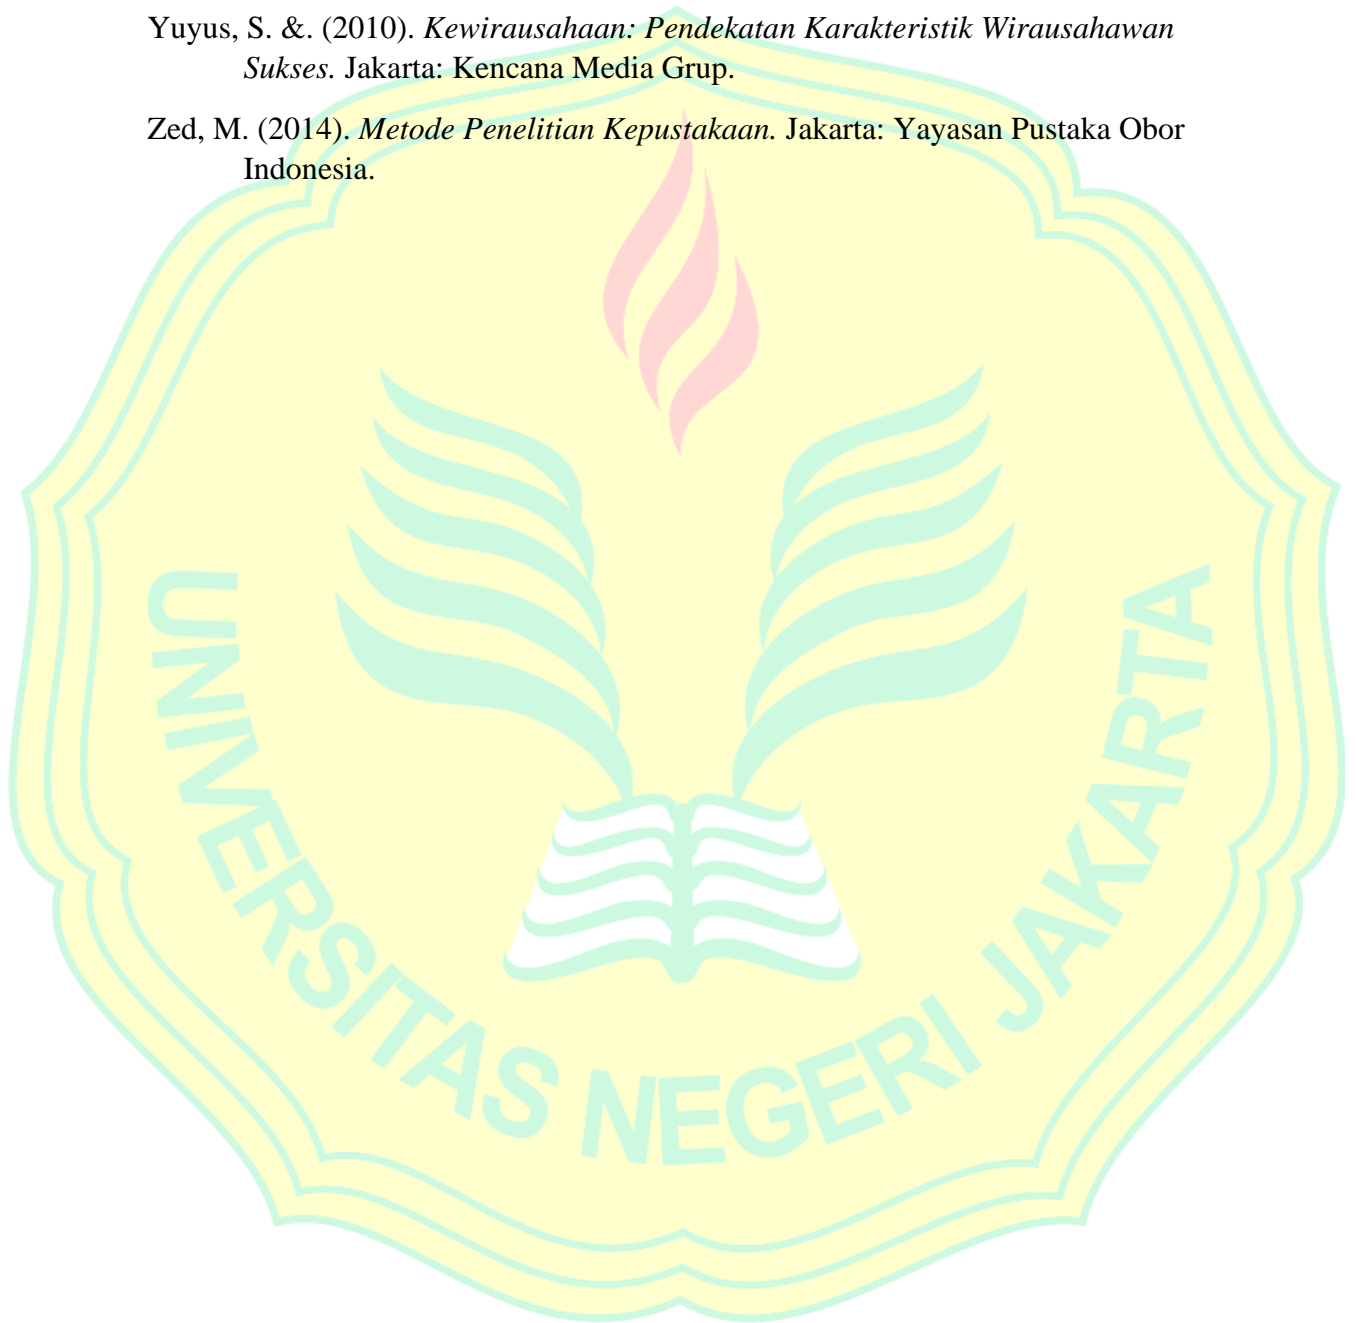 Yuyus, S. &. (2010). Kewirausahaan: Pendekatan Karakteristik Wirausahawan
Sukses. Jakarta: Kencana Media Grup.
Zed, M. (2014). Metode Penelitian Kepustakaan. Jakarta: Yayasan Pustaka Obor
Indonesia.
UNIVERSITAS NEGERI JAKARTA